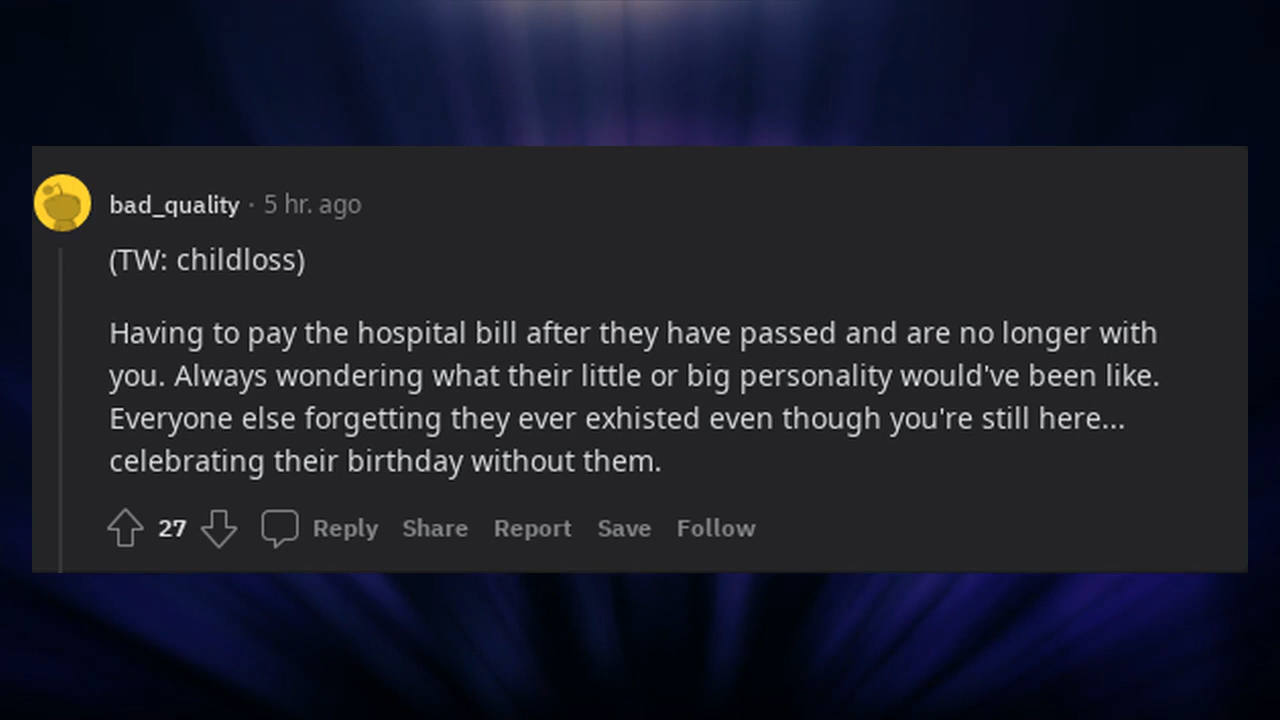 bad_quality · 5 hr. ago
(TW: childloss)
Having to pay the hospital bill after they have passed and are no longer with
you. Always wondering what their little or big personality would've been like.
Everyone else forgetting they ever exhisted even though you're still here...
celebrating their birthday without them.
27 Reply Share Report Save Follow